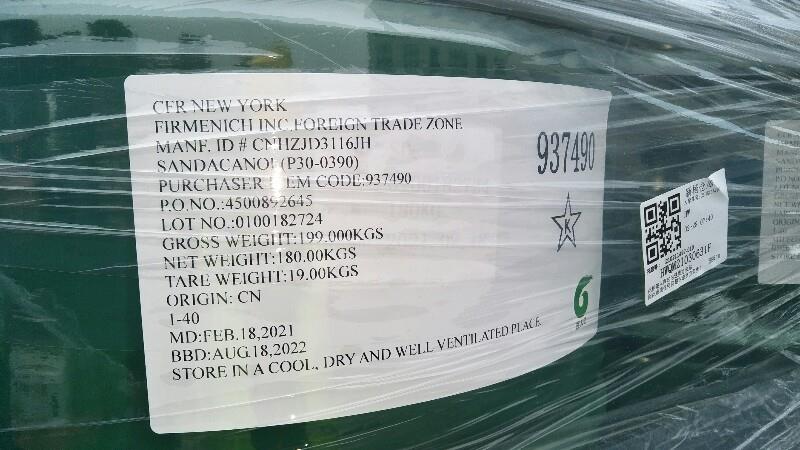 CFR NEW YORK
FIRMENICH INC.FOREIGN TRADE ZONE
MANF. ID # CNHZJD3116JH
SANDACANOL (P30-0390)
PURCHASER ITEM CODE:937490
P.O.NO.:4500892645
LOT NO.:0100182724
GROSS WEIGHT:199.000KGS
NET WEIGHT:180.00KGS
TARE WEIGHT:19.00KGS
ORIGIN: CN
1-40
MD:FEB.18,2021
BBD:AUG.18,2022
STORE IN A COOL, DRY AND WELL VENTILATED PLACE.
937490
K